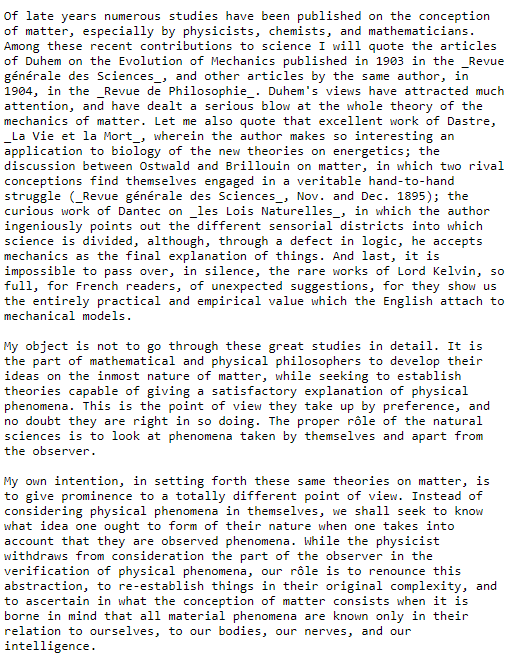 Of late years numerous studies have been published on the conception
of matter, especially by physicists, chemists, and mathematicians.
Among these recent contributions to science I will quote the articles
of Duhem on the Evolution of Mechanics published in 1903 in the _Revue
générale des Sciences_, and other articles by the same author, in
1904, in the _Revue de Philosophie_. Duhem's views have attracted much
attention, and have dealt a serious blow at the whole theory of the
mechanics of matter. Let me also quote that excellent work of Dastre,
_La Vie et la Mort_, wherein the author makes so interesting an
application to biology of the new theories on energetics; the
discussion between Ostwald and Brillouin on matter, in which two rival
conceptions find themselves engaged in a veritable hand-to-hand
struggle (_Revue générale des Sciences_, Nov. and Dec. 1895); the
curious work of Dantec on _les Lois Naturelles_, in which the author
ingeniously points out the different sensorial districts into which
science is divided, although, through a defect in logic, he accepts
mechanics as the final explanation of things. And last, it is
impossible to pass over, in silence, the rare works of Lord Kelvin, so
full, for French readers, of unexpected suggestions, for they show us
the entirely practical and empirical value which the English attach to
mechanical models.

My object is not to go through these great studies in detail. It is
the part of mathematical and physical philosophers to develop their
ideas on the inmost nature of matter, while seeking to establish
theories capable of giving a satisfactory explanation of physical
phenomena. This is the point of view they take up by preference, and
no doubt they are right in so doing. The proper rôle of the natural
sciences is to look at phenomena taken by themselves and apart from
the observer.

My own intention, in setting forth these same theories on matter, is
to give prominence to a totally different point of view. Instead of
considering physical phenomena in themselves, we shall seek to know
what idea one ought to form of their nature when one takes into
account that they are observed phenomena. While the physicist
withdraws from consideration the part of the observer in the
verification of physical phenomena, our rôle is to renounce this
abstraction, to re-establish things in their original complexity, and
to ascertain in what the conception of matter consists when it is
borne in mind that all material phenomena are known only in their
relation to ourselves, to our bodies, our nerves, and our
intelligence.